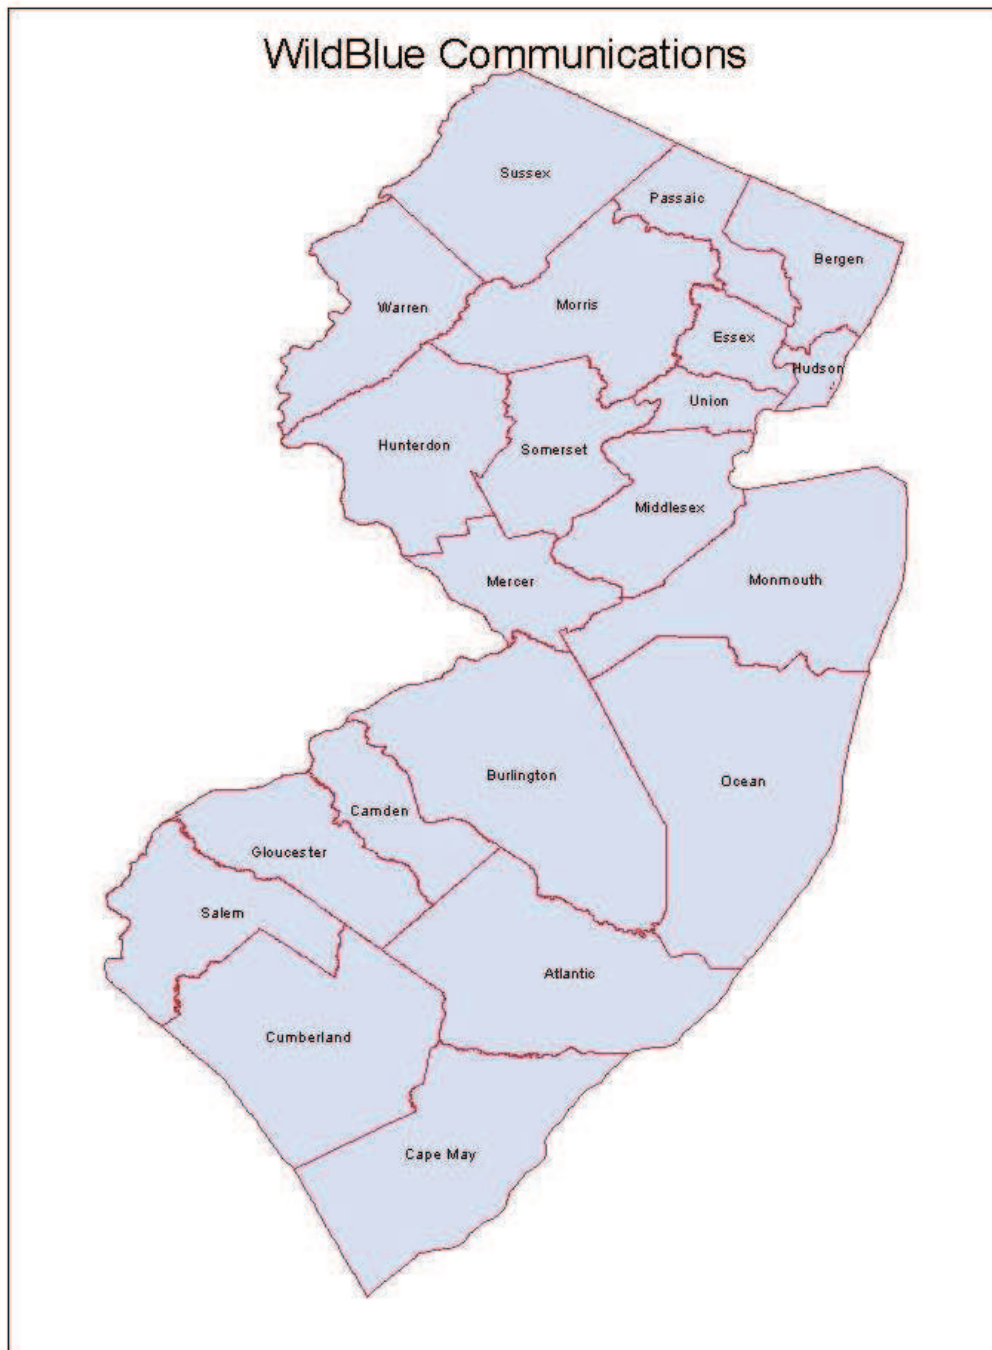 WildBlue Communications
Sussex
Passaic
Bergen
Warren
Morris
Essex
Hudson
Union
Hunterdon
Somerset
Middlesex
Mercer
Monmouth
Burlington
Ocean
Camden
Gloucester
Salem
Atlantic
Cumberland
Cape May